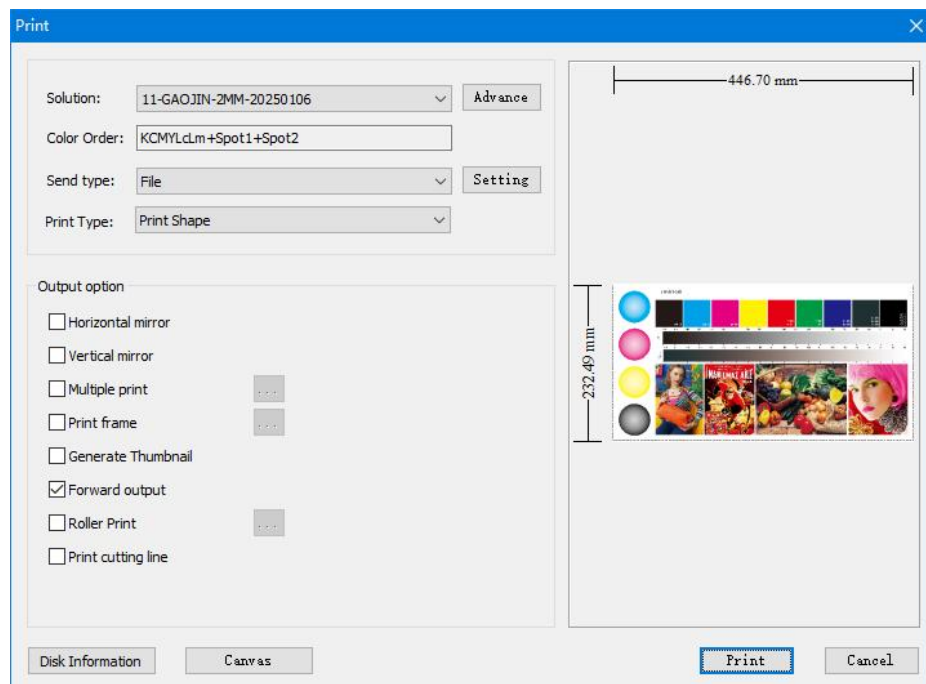 Print
Solution: 11-GAOJIN-2MM-20250106 Advance
Color Order: KCMYLcLm+Spot1+Spot2
Send type: File Setting
Print Type: Print Shape
Output option
Horizontal mirror
Vertical mirror
Multiple print ...
Print frame ...
Generate Thumbnail
Forward output
Roller Print ...
Print cutting line
446.70 mm
232.49 mm
Disk Information Canvas Print Cancel